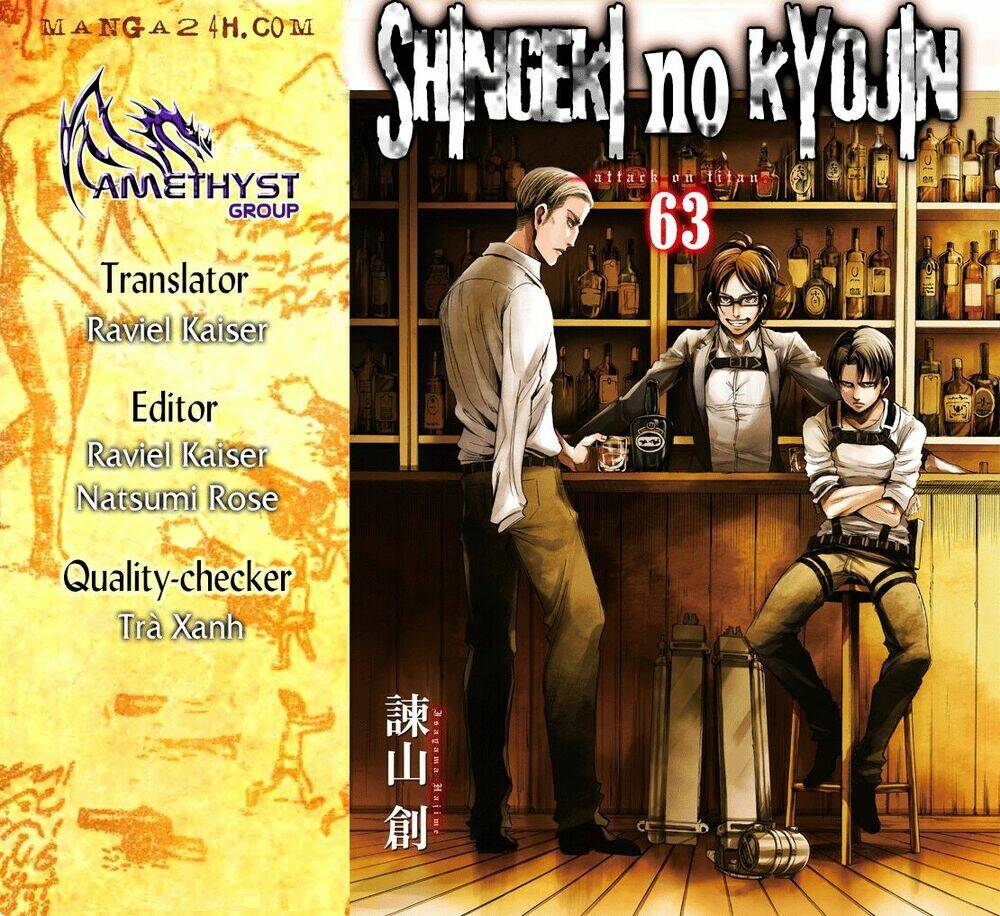 MANGA24H.COM
AMETHYST
GROUP
Translator
Raviel Kaiser
Editor
Raviel Kaiser
Natsumi Rose
Quality-checker
Trà Xanh
SHINGEKI no KYOJIN
attack on titan
63
諫山創
Isayama Hajime